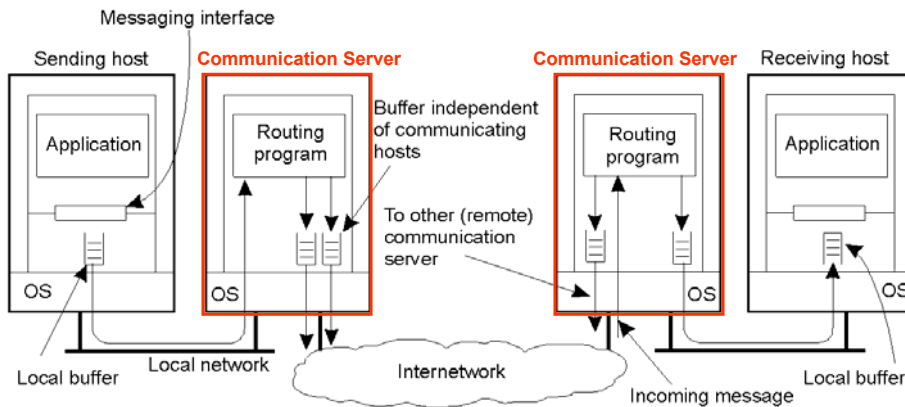 Messaging interface
Sending host
Communication Server
Communication Server
Receiving host
Application
Routing
program
Buffer independent
of communicating
hosts
Routing
program
Application
To other (remote)
communication
server
OS
OS
OS
OS
Local network
Local buffer
Internetwork
Incoming message
Local buffer